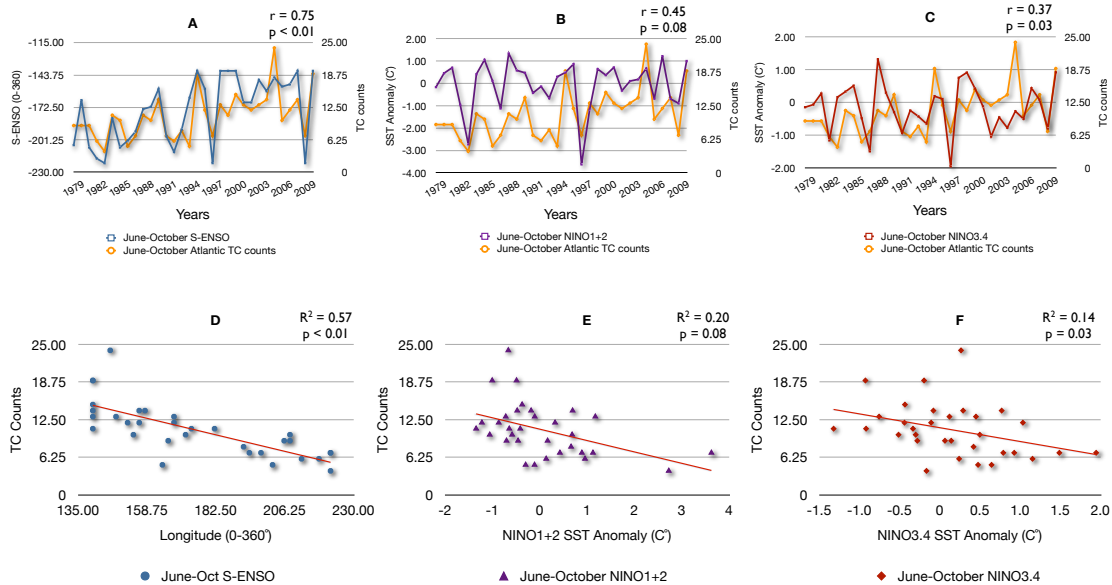 A
r = 0.75
p < 0.01
-115.00
-143.75
-172.50
-201.25
-230.00
S-ENSO (0-360)
25.00
18.75
12.50
6.25
0
TC counts
1979
1982
1985
1988
1991
1994
1997
2000
2003
2006
2009
Years
June-October S-ENSO
June-October Atlantic TC counts
B
r = 0.45
p = 0.08
2.00
1.00
0
-1.00
-2.00
-3.00
-4.00
SST Anomaly (C˚)
25.00
18.75
12.50
6.25
0
TC counts
1979
1982
1985
1988
1991
1994
1997
2000
2003
2006
2009
Years
June-October NINO1+2
June-October Atlantic TC counts
C
r = 0.37
p = 0.03
2.00
1.00
0
-1.00
-2.00
SST Anomaly (C˚)
25.00
18.75
12.50
6.25
0
TC counts
1979
1982
1985
1988
1991
1994
1997
2000
2003
2006
2009
Years
June-October NINO3.4
June-October Atlantic TC counts
D
R² = 0.57
p < 0.01
25.00
18.75
12.50
6.25
0
TC Counts
135.00 158.75 182.50 206.25 230.00
Longitude (0-360˚)
June-Oct S-ENSO
E
R² = 0.20
p = 0.08
25.00
18.75
12.50
6.25
0
TC Counts
-2 -1 0 1 2 3 4
NINO1+2 SST Anomaly (C˚)
June-October NINO1+2
F
R² = 0.14
p = 0.03
25.00
18.75
12.50
6.25
0
TC Counts
-1.5 -1.0 -0.5 0 0.5 1.0 1.5 2.0
NINO3.4 SST Anomaly (C˚)
June-October NINO3.4